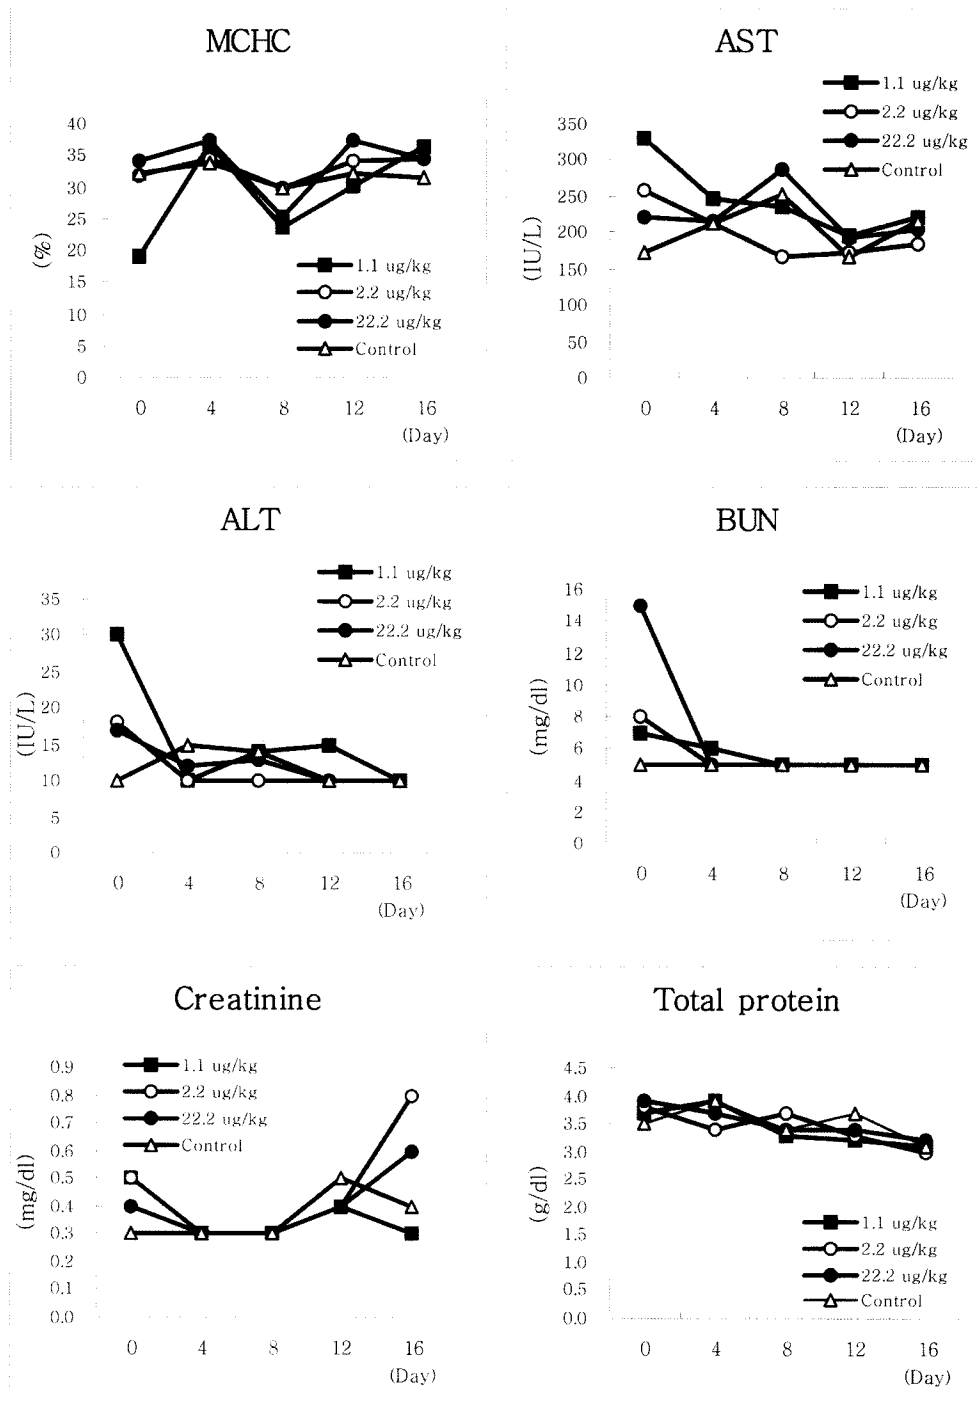 MCHC
40
35
30
25
20
15
10
5
0
(%)
1.1 ug/kg
2.2 ug/kg
22.2 ug/kg
Control
0 4 8 12 16
(Day)
AST
1.1 ug/kg
2.2 ug/kg
22.2 ug/kg
Control
350
300
250
200
150
100
50
0
(IU/L)
0 4 8 12 16
(Day)
ALT
1.1 ug/kg
2.2 ug/kg
22.2 ug/kg
Control
35
30
25
20
15
10
5
0
(IU/L)
0 4 8 12 16
(Day)
BUN
1.1 ug/kg
2.2 ug/kg
22.2 ug/kg
Control
16
14
12
10
8
6
4
2
0
(mg/dl)
0 4 8 12 16
(Day)
Creatinine
1.1 ug/kg
2.2 ug/kg
22.2 ug/kg
Control
0.9
0.8
0.7
0.6
0.5
0.4
0.3
0.2
0.1
0.0
(mg/dl)
0 4 8 12 16
(Day)
Total protein
4.5
4.0
3.5
3.0
2.5
2.0
1.5
1.0
0.5
0.0
(g/dl)
1.1 ug/kg
2.2 ug/kg
22.2 ug/kg
Control
0 4 8 12 16
(Day)